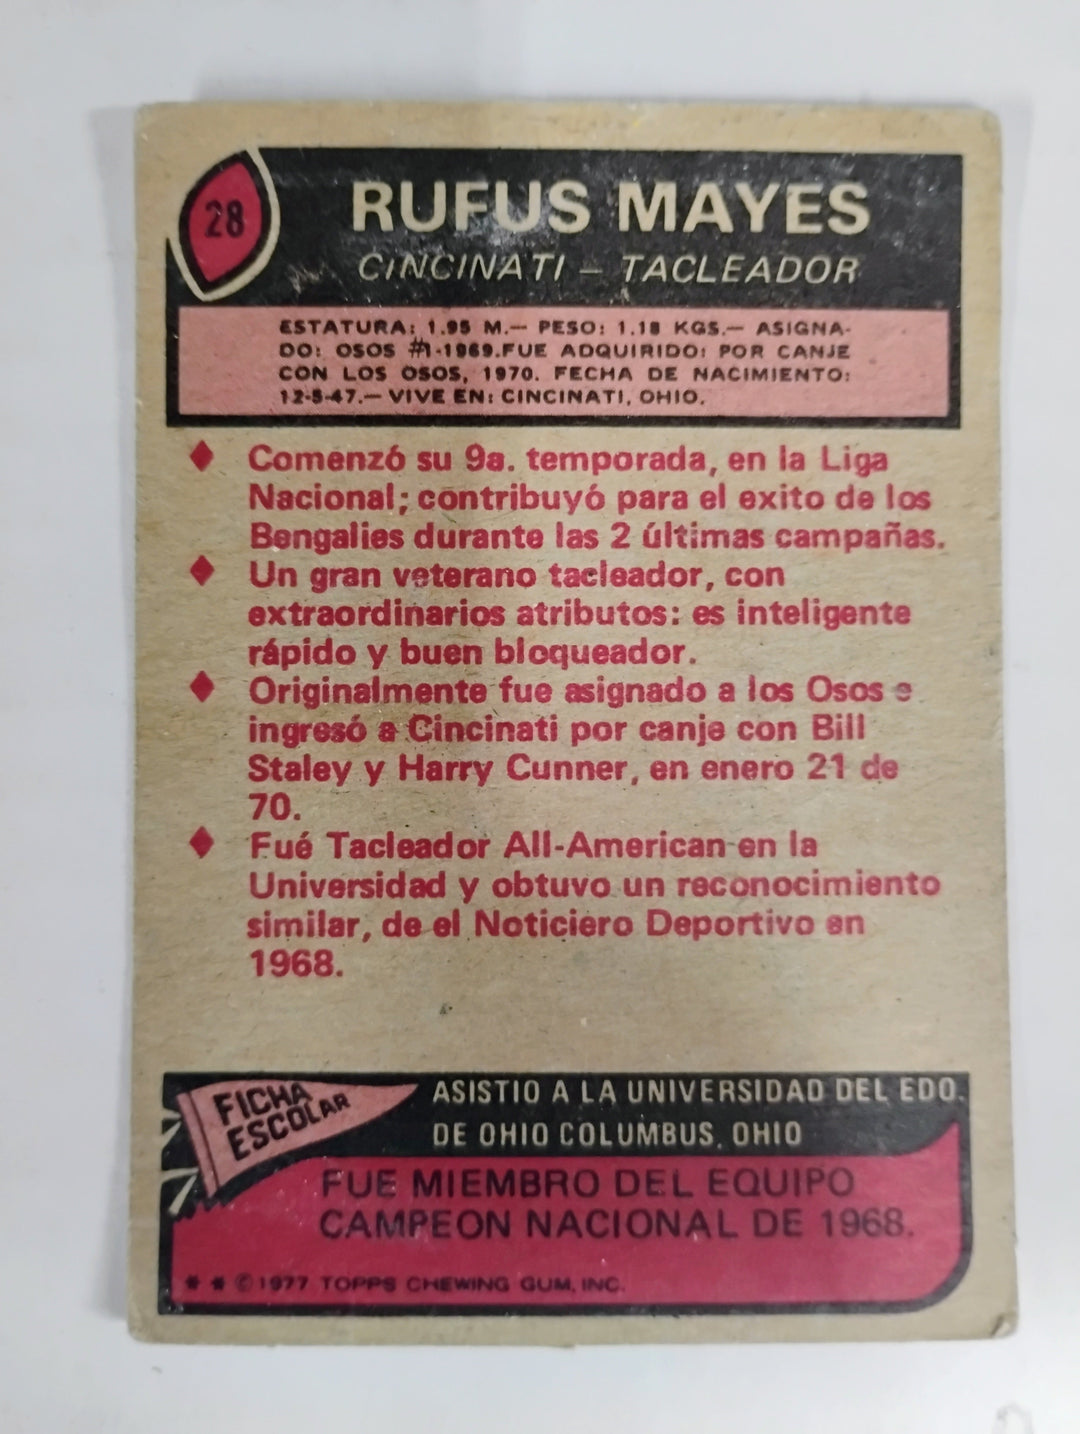 28
RUFUS MAYES
CINCINATI – TACLEADOR
ESTATURA: 1.95 M.— PESO: 1.18 KGS.— ASIGNA-
DO: OSOS #1-1969.FUE ADQUIRIDO: POR CANJE
CON LOS OSOS, 1970. FECHA DE NACIMIENTO:
12-5-47.— VIVE EN: CINCINATI, OHIO.
♦ Comenzó su 9a. temporada, en la Liga
Nacional; contribuyó para el exito de los
Bengalies durante las 2 últimas campañas.
♦ Un gran veterano tacleador, con
extraordinarios atributos: es inteligente
rápido y buen bloqueador.
♦ Originalmente fue asignado a los Osos e
ingresó a Cincinati por canje con Bill
Staley y Harry Cunner, en enero 21 de
70.
♦ Fué Tacleador All-American en la
Universidad y obtuvo un reconocimiento
similar, de el Noticiero Deportivo en
1968.
FICHA
ESCOLAR
ASISTIO A LA UNIVERSIDAD DEL EDO.
DE OHIO COLUMBUS, OHIO
FUE MIEMBRO DEL EQUIPO
CAMPEON NACIONAL DE 1968.
* * © 1977 TOPPS CHEWING GUM, INC.